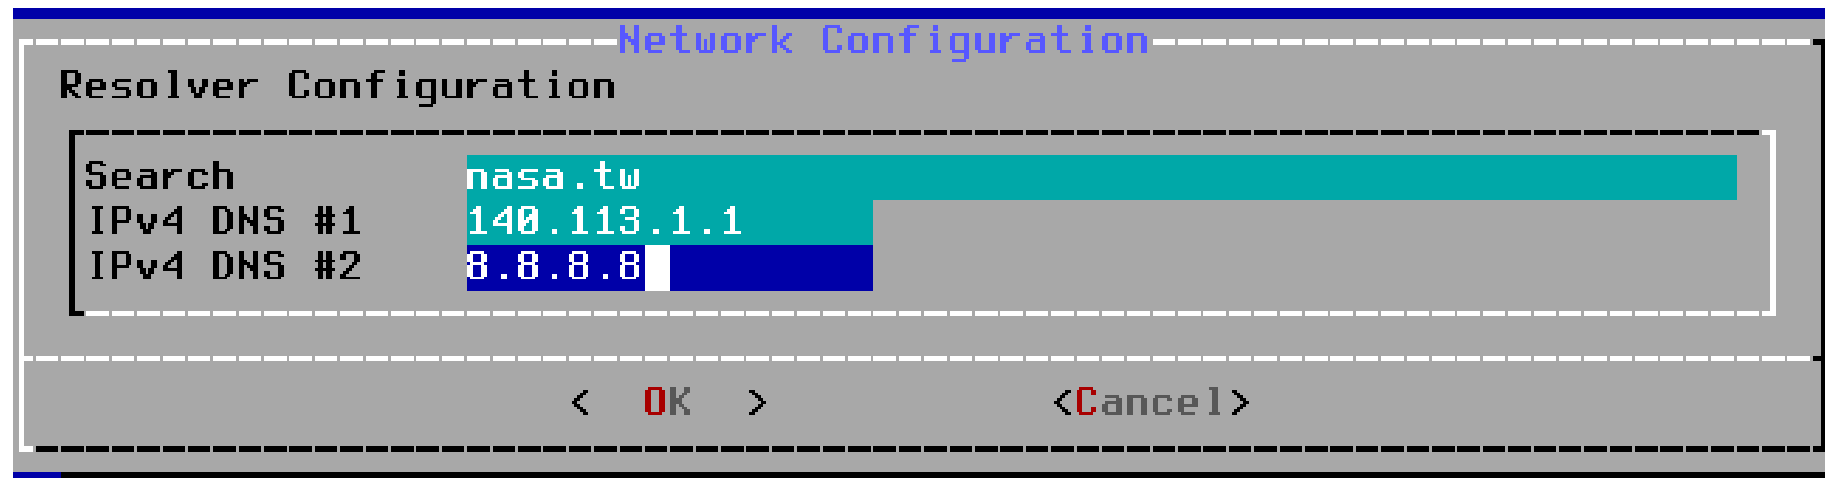 Network Configuration
Resolver Configuration
Search nasa.tw
IPv4 DNS #1 140.113.1.1
IPv4 DNS #2 8.8.8.8
< OK > <Cancel>